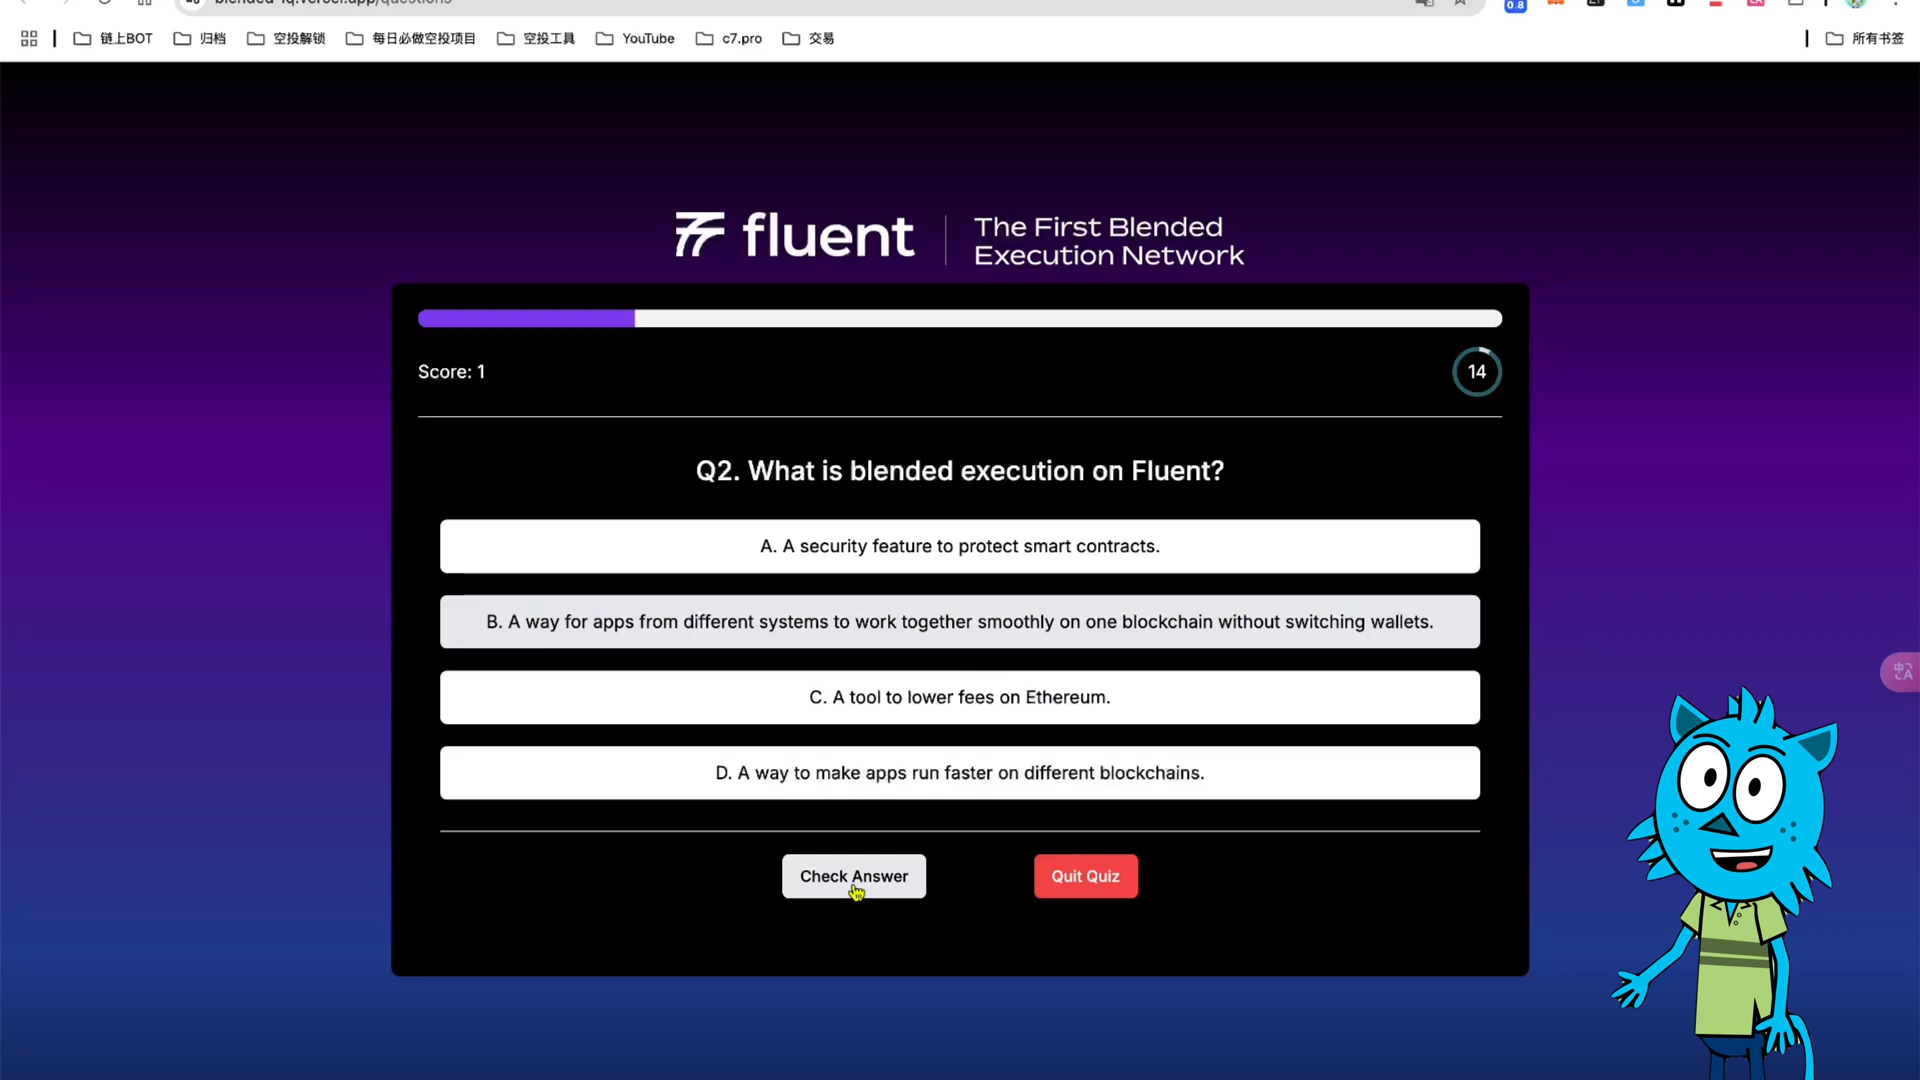 链上BOT 归档 空投解锁 每日必做空投项目 空投工具 YouTube c7.pro 交易 所有书签
0.8
fluent
The First Blended
Execution Network
Score: 1
14
Q2. What is blended execution on Fluent?
A. A security feature to protect smart contracts.
B. A way for apps from different systems to work together smoothly on one blockchain without switching wallets.
C. A tool to lower fees on Ethereum.
D. A way to make apps run faster on different blockchains.
Check Answer
Quit Quiz